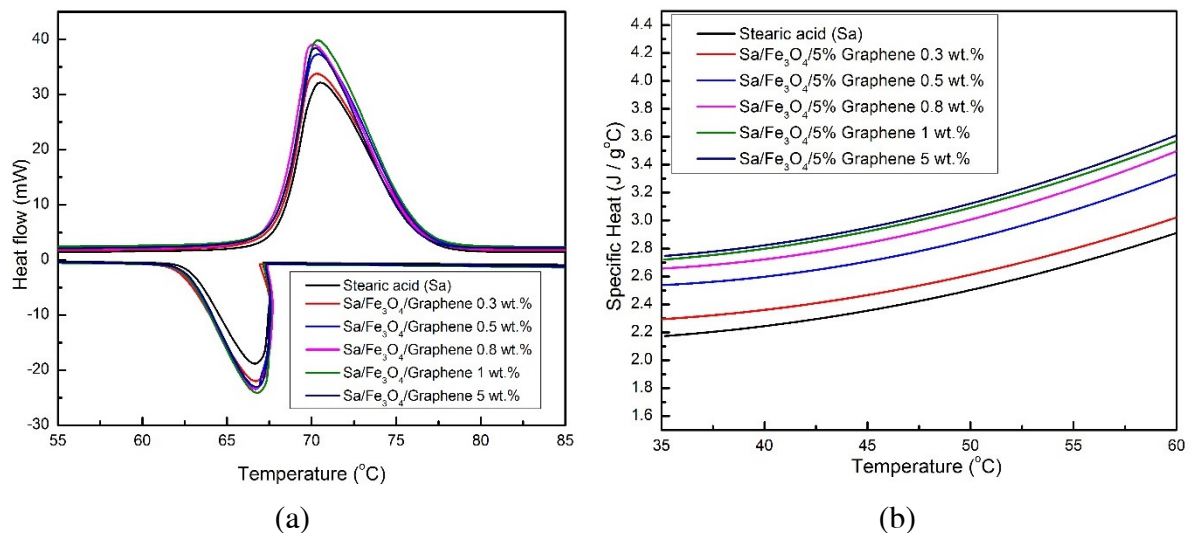 40
30
20
10
0
-10
-20
-30
Heat flow (mW)
Stearic acid (Sa)
Sa/Fe₃O₄/Graphene 0.3 wt.%
Sa/Fe₃O₄/Graphene 0.5 wt.%
Sa/Fe₃O₄/Graphene 0.8 wt.%
Sa/Fe₃O₄/Graphene 1 wt.%
Sa/Fe₃O₄/Graphene 5 wt.%
55 60 65 70 75 80 85
Temperature (°C)
(a)
4.4
4.2
4.0
3.8
3.6
3.4
3.2
3.0
2.8
2.6
2.4
2.2
2.0
1.8
1.6
Specific Heat (J / g°C)
Stearic acid (Sa)
Sa/Fe₃O₄/5% Graphene 0.3 wt.%
Sa/Fe₃O₄/5% Graphene 0.5 wt.%
Sa/Fe₃O₄/5% Graphene 0.8 wt.%
Sa/Fe₃O₄/5% Graphene 1 wt.%
Sa/Fe₃O₄/5% Graphene 5 wt.%
35 40 45 50 55 60
Temperature (°C)
(b)